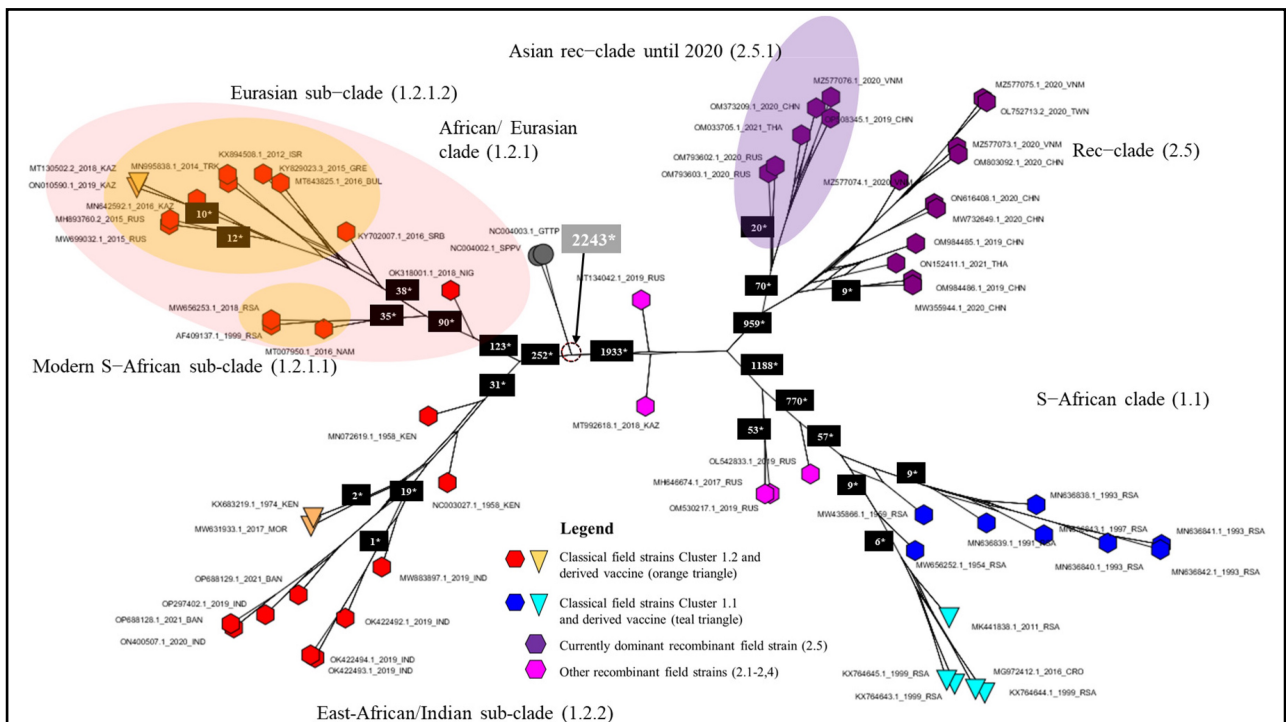 Asian rec−clade until 2020 (2.5.1)
Eurasian sub−clade (1.2.1.2)
African/ Eurasian
clade (1.2.1)
Rec−clade (2.5)
MZ577076.1_2020_VNM
OM373209.1_2020_CHN
OM033705.1_2021_THA
OM793602.1_2020_RUS
OM793603.1_2020_RUS
MZ577075.1_2020_VNM
OL752713.2_2020_TWN
MZ577073.1_2020_VNM
OM803092.1_2020_CHN
MZ577074.1_2020_VNM
ON616408.1_2020_CHN
MW732649.1_2020_CHN
OM984485.1_2019_CHN
ON152411.1_2021_THA
OM984486.1_2019_CHN
MW355944.1_2020_CHN
KX894508.1_2012_ISR
MN995838.1_2014_TRK
KY829023.3_2015_GRE
MT643825.1_2016_BUL
MT130502.2_2018_KAZ
ON010590.1_2019_KAZ
MN642592.1_2016_KAZ
MH893760.2_2015_RUS
MW699032.1_2015_RUS
KY702007.1_2016_SRB
OK318001.1_2018_NIG
NC004003.1_GTTP
NC004002.1_SPPV
MT134042.1_2019_RUS
MW656253.1_2018_RSA
AF409137.1_1999_RSA
MT007950.1_2016_NAM
10*
12*
38*
35*
90*
123*
252*
2243*
1933*
20*
70*
9*
959*
1188*
Modern S−African sub−clade (1.2.1.1)
31*
MN072619.1_1958_KEN
NC003027.1_1958_KEN
KX683219.1_1974_KEN
MW631933.1_2017_MOR
2*
19*
1*
MW883897.1_2019_IND
OP688129.1_2021_BAN
OP297402.1_2019_IND
OP688128.1_2021_BAN
ON400507.1_2020_IND
OK422492.1_2019_IND
OK422494.1_2019_IND
OK422493.1_2019_IND
East-African/Indian sub−clade (1.2.2)
MT992618.1_2018_KAZ
770*
53*
57*
OL542833.1_2019_RUS
MH646674.1_2017_RUS
OM530217.1_2019_RUS
S−African clade (1.1)
9*
9*
6*
MW435866.1_1959_RSA
MW656252.1_1954_RSA
MN636838.1_1993_RSA
MN636843.1_1997_RSA
MN636839.1_1991_RSA
MN636841.1_1993_RSA
MN636840.1_1993_RSA
MN636842.1_1993_RSA
MK441838.1_2011_RSA
KX764645.1_1999_RSA
MG972412.1_2016_CRO
KX764643.1_1999_RSA
KX764644.1_1999_RSA
Legend
Classical field strains Cluster 1.2 and
derived vaccine (orange triangle)
Classical field strains Cluster 1.1
and derived vaccine (teal triangle)
Currently dominant recombinant field strain (2.5)
Other recombinant field strains (2.1-2,4)